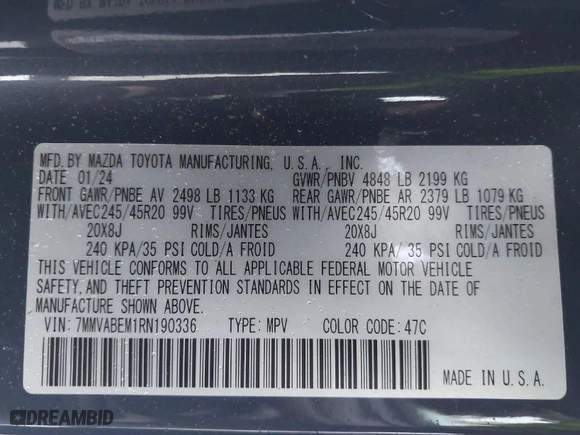 MFD. BY MAZDA TOYOTA MANUFACTURING, U.S.A., INC.
DATE 01/24 GVWR/PNBV 4848 LB 2199 KG
FRONT GAWR/PNBE AV 2498 LB 1133 KG REAR GAWR/PNBE AR 2379 LB 1079 KG
WITH/AVEC245/45R20 99V TIRES/PNEUS WITH/AVEC245/45R20 99V TIRES/PNEUS
20X8J RIMS/JANTES 20X8J RIMS/JANTES
240 KPA/35 PSI COLD/A FROID 240 KPA/35 PSI COLD/A FROID
THIS VEHICLE CONFORMS TO ALL APPLICABLE FEDERAL MOTOR VEHICLE
SAFETY, AND THEFT PREVENTION STANDARDS IN EFFECT ON THE DATE OF
MANUFACTURE SHOWN ABOVE.
VIN: 7MMVABEM1RN190336 TYPE: MPV COLOR CODE: 47C
MADE IN U.S.A.
DREAMBID